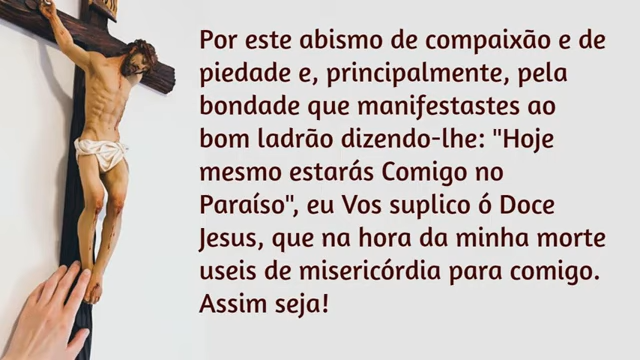 Por este abismo de compaixão e de
piedade e, principalmente, pela
bondade que manifestastes ao
bom ladrão dizendo-lhe: "Hoje
mesmo estarás Comigo no
Paraíso", eu Vos suplico ó Doce
Jesus, que na hora da minha morte
useis de misericórdia para comigo.
Assim seja!